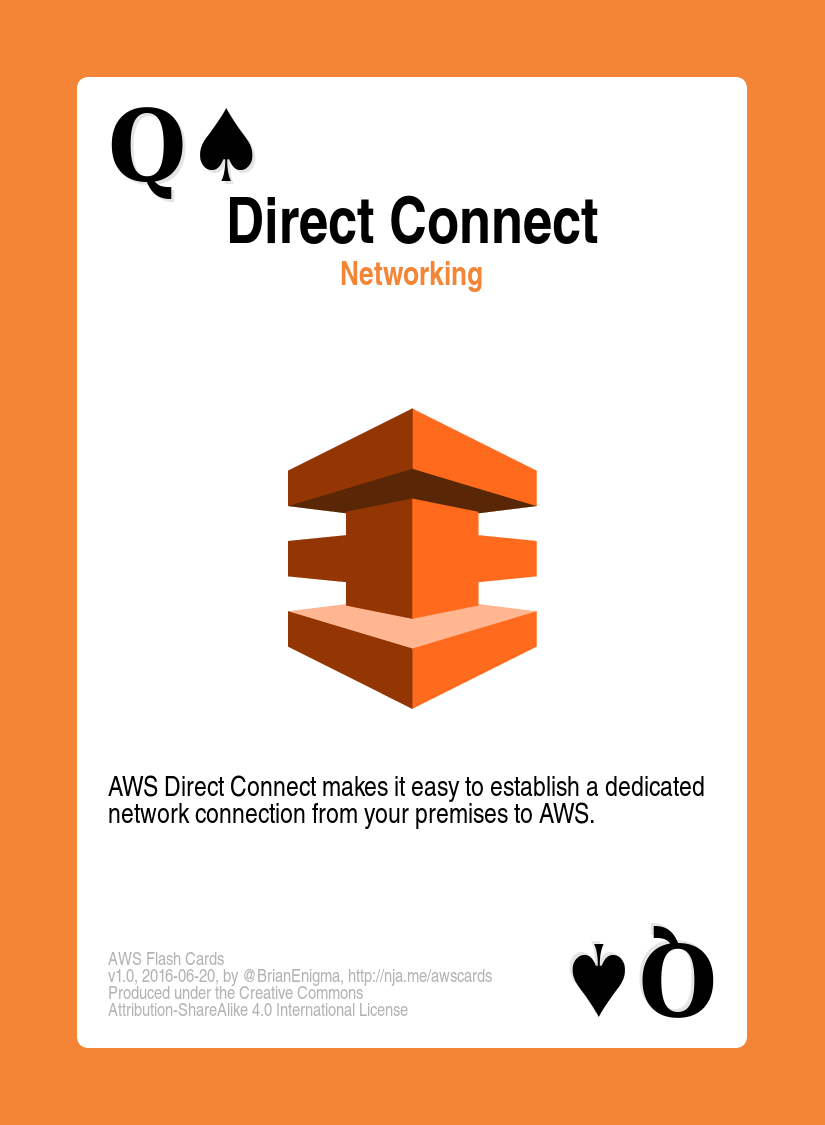 Q♠
Direct Connect
Networking
AWS Direct Connect makes it easy to establish a dedicated
network connection from your premises to AWS.
AWS Flash Cards
v1.0, 2016-06-20, by @BrianEnigma, http://nja.me/awscards
Produced under the Creative Commons
Attribution-ShareAlike 4.0 International License
Q♠